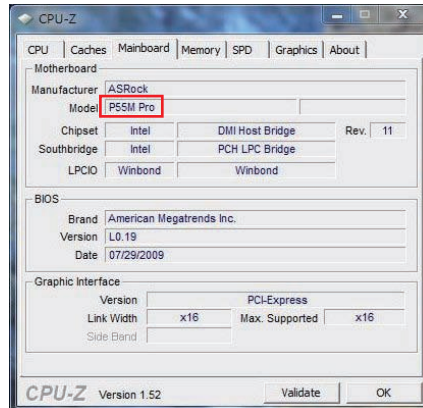 CPU-Z
CPU Caches Mainboard Memory SPD Graphics About
Motherboard
Manufacturer ASRock
Model P55M Pro
Chipset Intel DMI Host Bridge Rev. 11
Southbridge Intel PCH LPC Bridge
LPCIO Winbond Winbond
BIOS
Brand American Megatrends Inc.
Version L0.19
Date 07/29/2009
Graphic Interface
Version PCI-Express
Link Width x16 Max. Supported x16
Side Band
CPU-Z Version 1.52 Validate OK